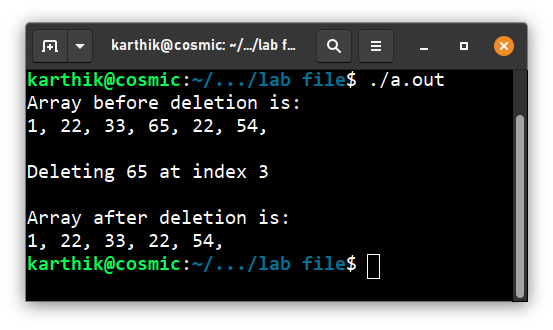 karthik@cosmic: ~/.../lab f...
karthik@cosmic:~/.../lab file$ ./a.out
Array before deletion is:
1, 22, 33, 65, 22, 54,
Deleting 65 at index 3
Array after deletion is:
1, 22, 33, 22, 54,
karthik@cosmic:~/.../lab file$